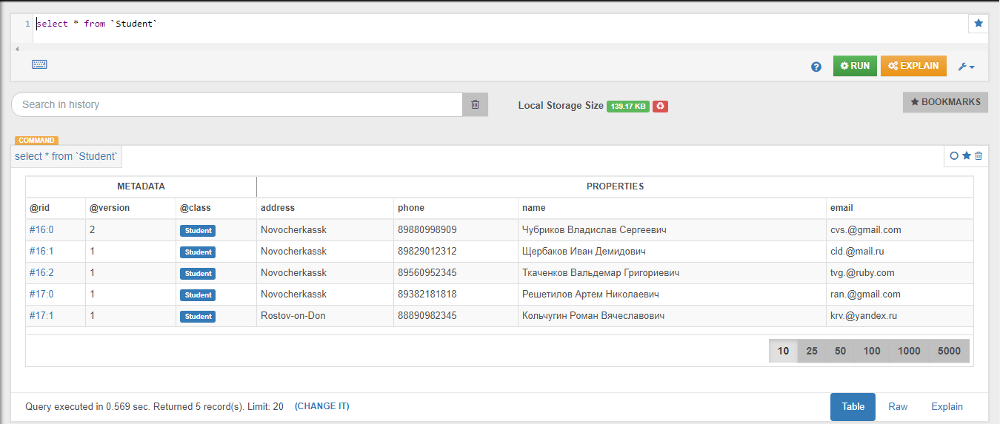 1 select * from `Student`
RUN EXPLAIN
Search in history Local Storage Size 139.17 KB BOOKMARKS
COMMAND
select * from `Student`
METADATA PROPERTIES
@rid @version @class address phone name email
#16:0 2 Student Novocherkassk 89880998909 Чубриков Владислав Сергеевич cvs.@gmail.com
#16:1 1 Student Novocherkassk 89829012312 Щербаков Иван Демидович cid.@mail.ru
#16:2 1 Student Novocherkassk 89560952345 Ткаченков Вальдемар Григориевич tvg.@ruby.com
#17:0 1 Student Novocherkassk 89382181818 Решетилов Артем Николаевич ran.@gmail.com
#17:1 1 Student Rostov-on-Don 88890982345 Кольчугин Роман Вячеславович krv.@yandex.ru
10 25 50 100 1000 5000
Query executed in 0.569 sec. Returned 5 record(s). Limit: 20 (CHANGE IT) Table Raw Explain